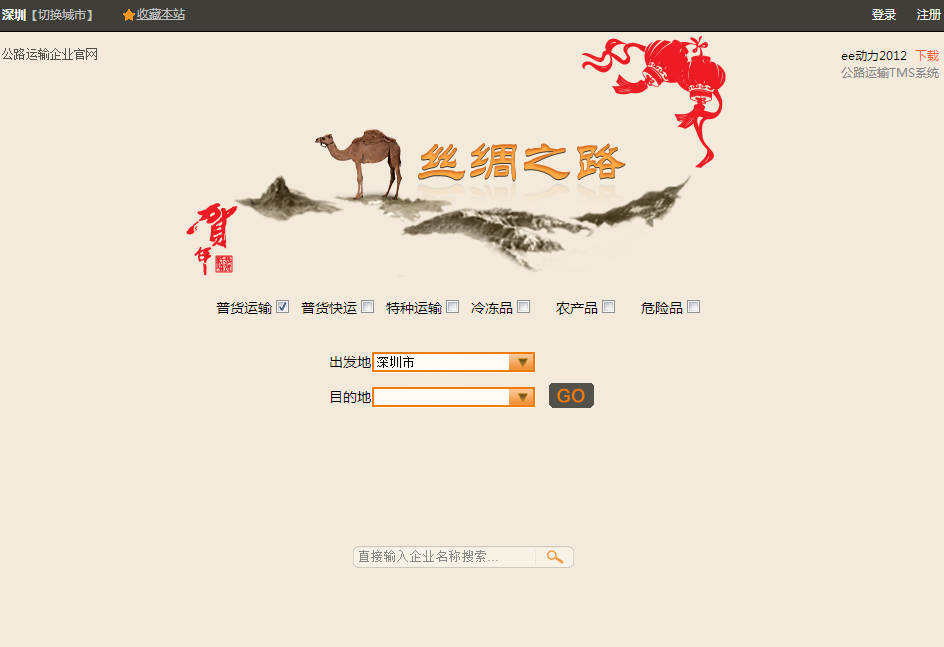 深圳【切换城市】 收藏本站 登录 注册
公路运输企业官网
ee动力2012 下载
公路运输TMS系统
丝绸之路
贺
普货运输 普货快运 特种运输 冷冻品 农产品 危险品
出发地 深圳市
目的地 GO
直接输入企业名称搜索...